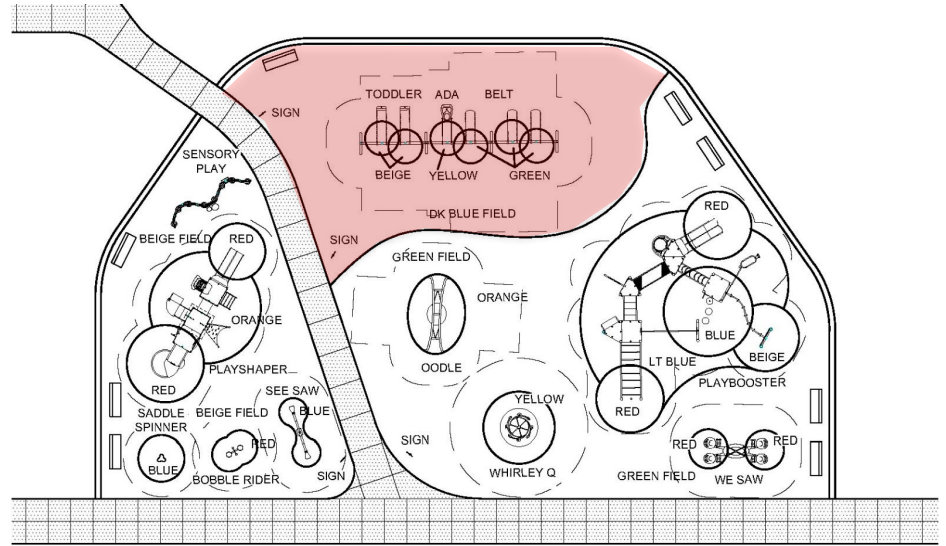 TODDLER ADA BELT
SIGN
BEIGE YELLOW GREEN
DK BLUE FIELD
SIGN
SENSORY
PLAY
BEIGE FIELD
RED
ORANGE
PLAYSHAPER
RED
GREEN FIELD
ORANGE
OODLE
RED
BLUE
BEIGE
LT BLUE
PLAYBOOSTER
RED
SADDLE
SPINNER
BLUE
BEIGE FIELD
RED
BOBBLE RIDER
SEE SAW
BLUE
SIGN
SIGN
YELLOW
WHIRLEY Q
RED
RED
GREEN FIELD
WE SAW